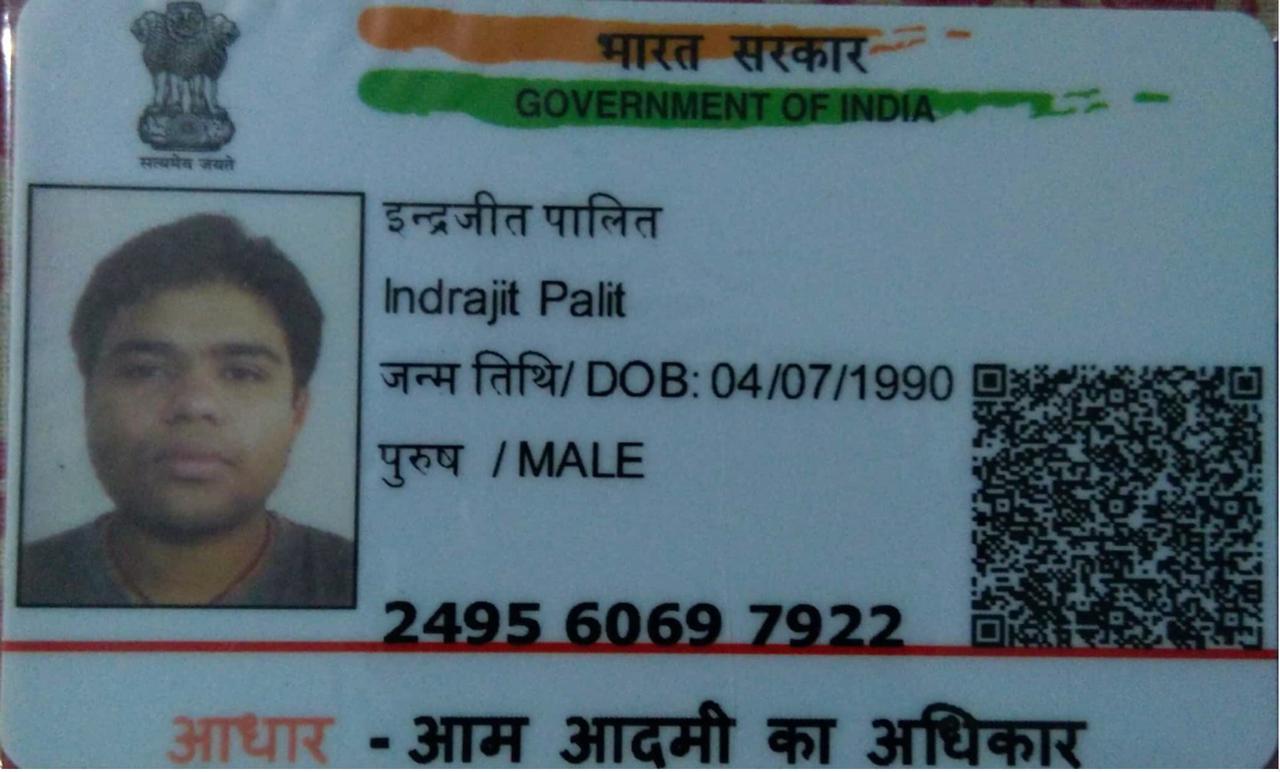 भारत सरकार
GOVERNMENT OF INDIA
सत्यमेव जयते
इन्द्रजीत पालित
Indrajit Palit
जन्म तिथि/ DOB: 04/07/1990
पुरुष / MALE
2495 6069 7922
आधार - आम आदमी का अधिकार